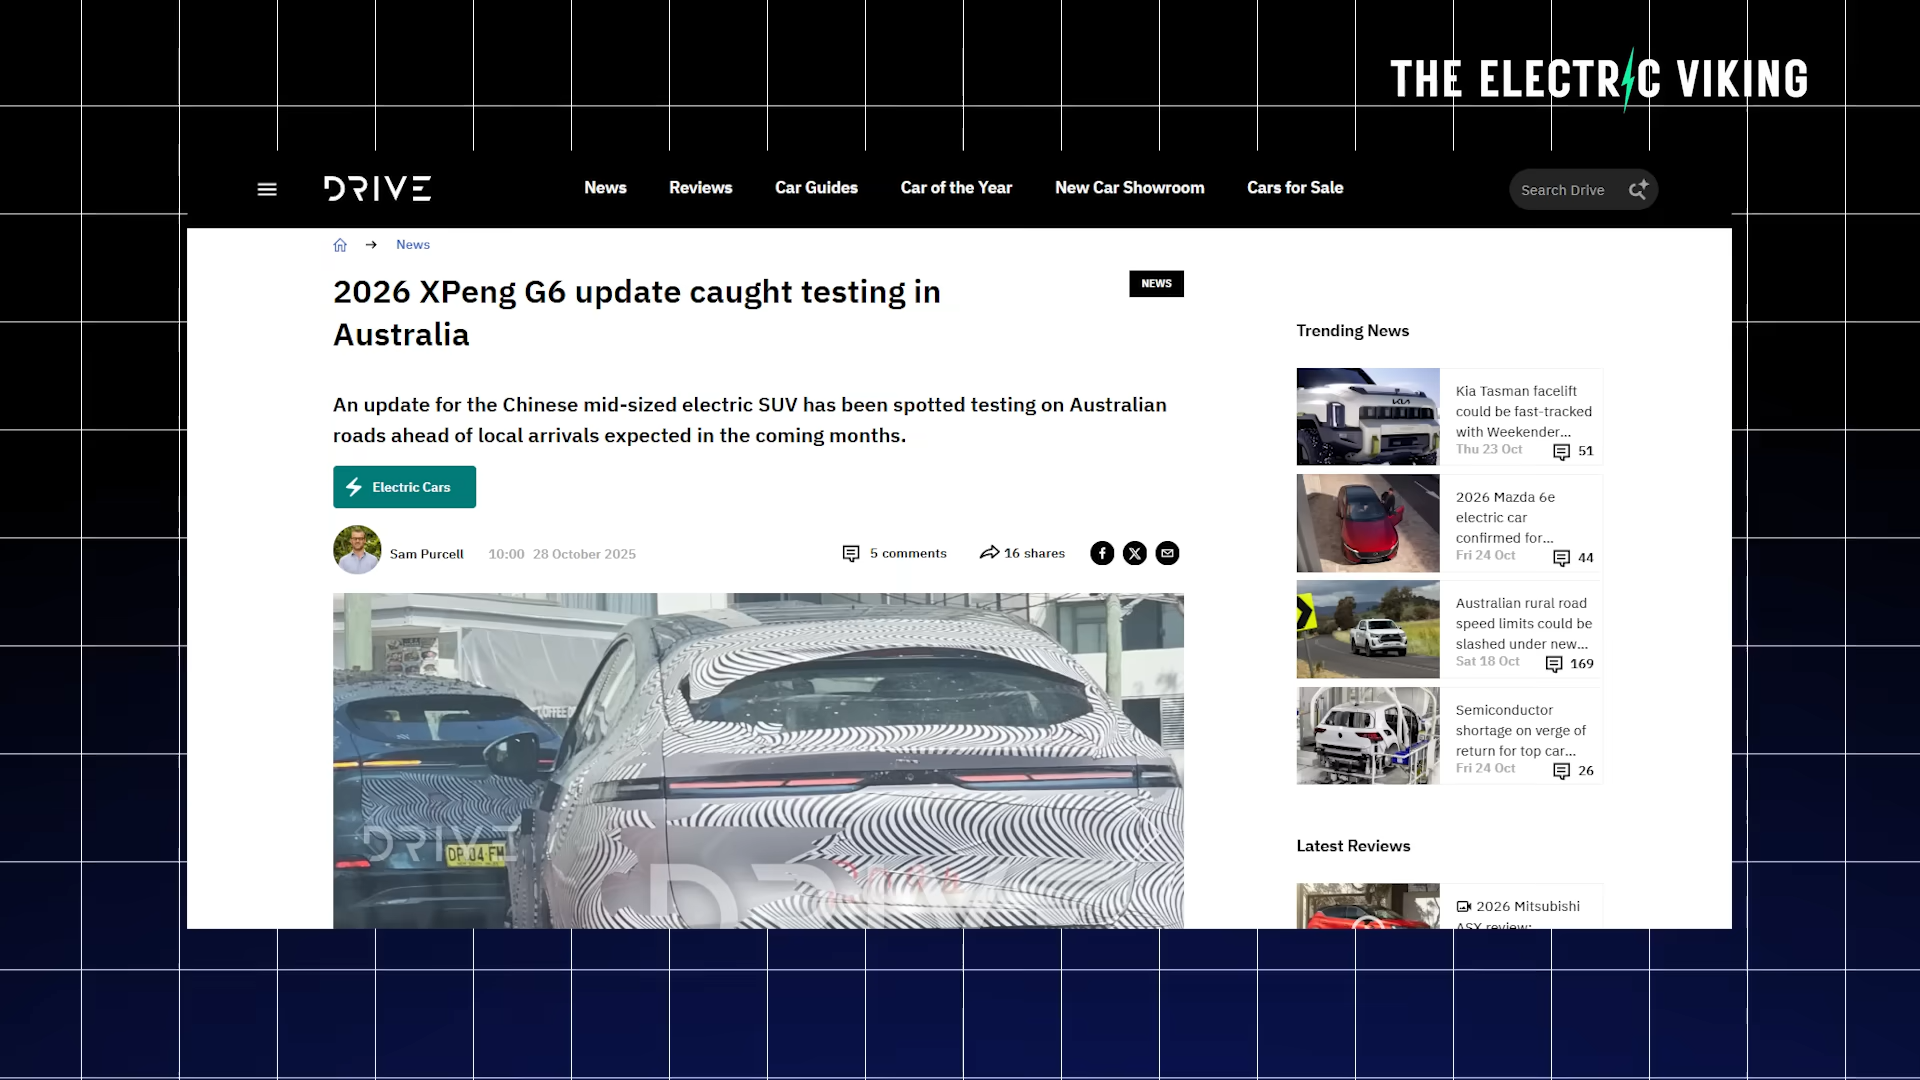 THE ELECTRIC VIKING
DRIVE
News
Reviews
Car Guides
Car of the Year
New Car Showroom
Cars for Sale
Search Drive
News
2026 XPeng G6 update caught testing in
Australia
NEWS
An update for the Chinese mid-sized electric SUV has been spotted testing on Australian
roads ahead of local arrivals expected in the coming months.
Electric Cars
Sam Purcell
10:00 28 October 2025
5 comments
16 shares
COFFEE
DRIVE
Trending News
Kia Tasman facelift
could be fast-tracked
with Weekender...
Thu 23 Oct
51
2026 Mazda 6e
electric car
confirmed for...
Fri 24 Oct
44
Australian rural road
speed limits could be
slashed under new...
Sat 18 Oct
169
Semiconductor
shortage on verge of
return for top car...
Fri 24 Oct
26
Latest Reviews
2026 Mitsubishi
ASX review: